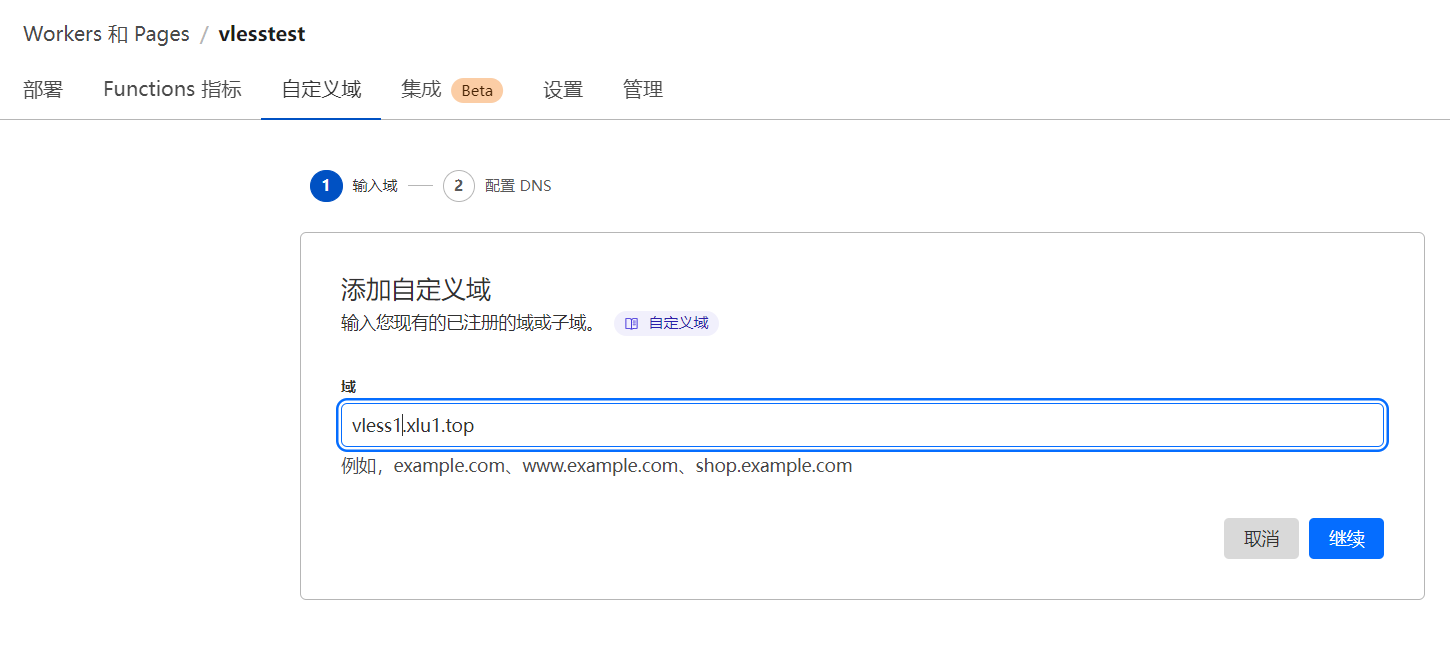 Workers 和 Pages / vlesstest
部署 Functions 指标 自定义域 集成 Beta 设置 管理
1 输入域 2 配置 DNS
添加自定义域
输入您现有的已注册的域或子域。 自定义域
域
vless1.xlu1.top
例如，example.com、www.example.com、shop.example.com
取消 继续